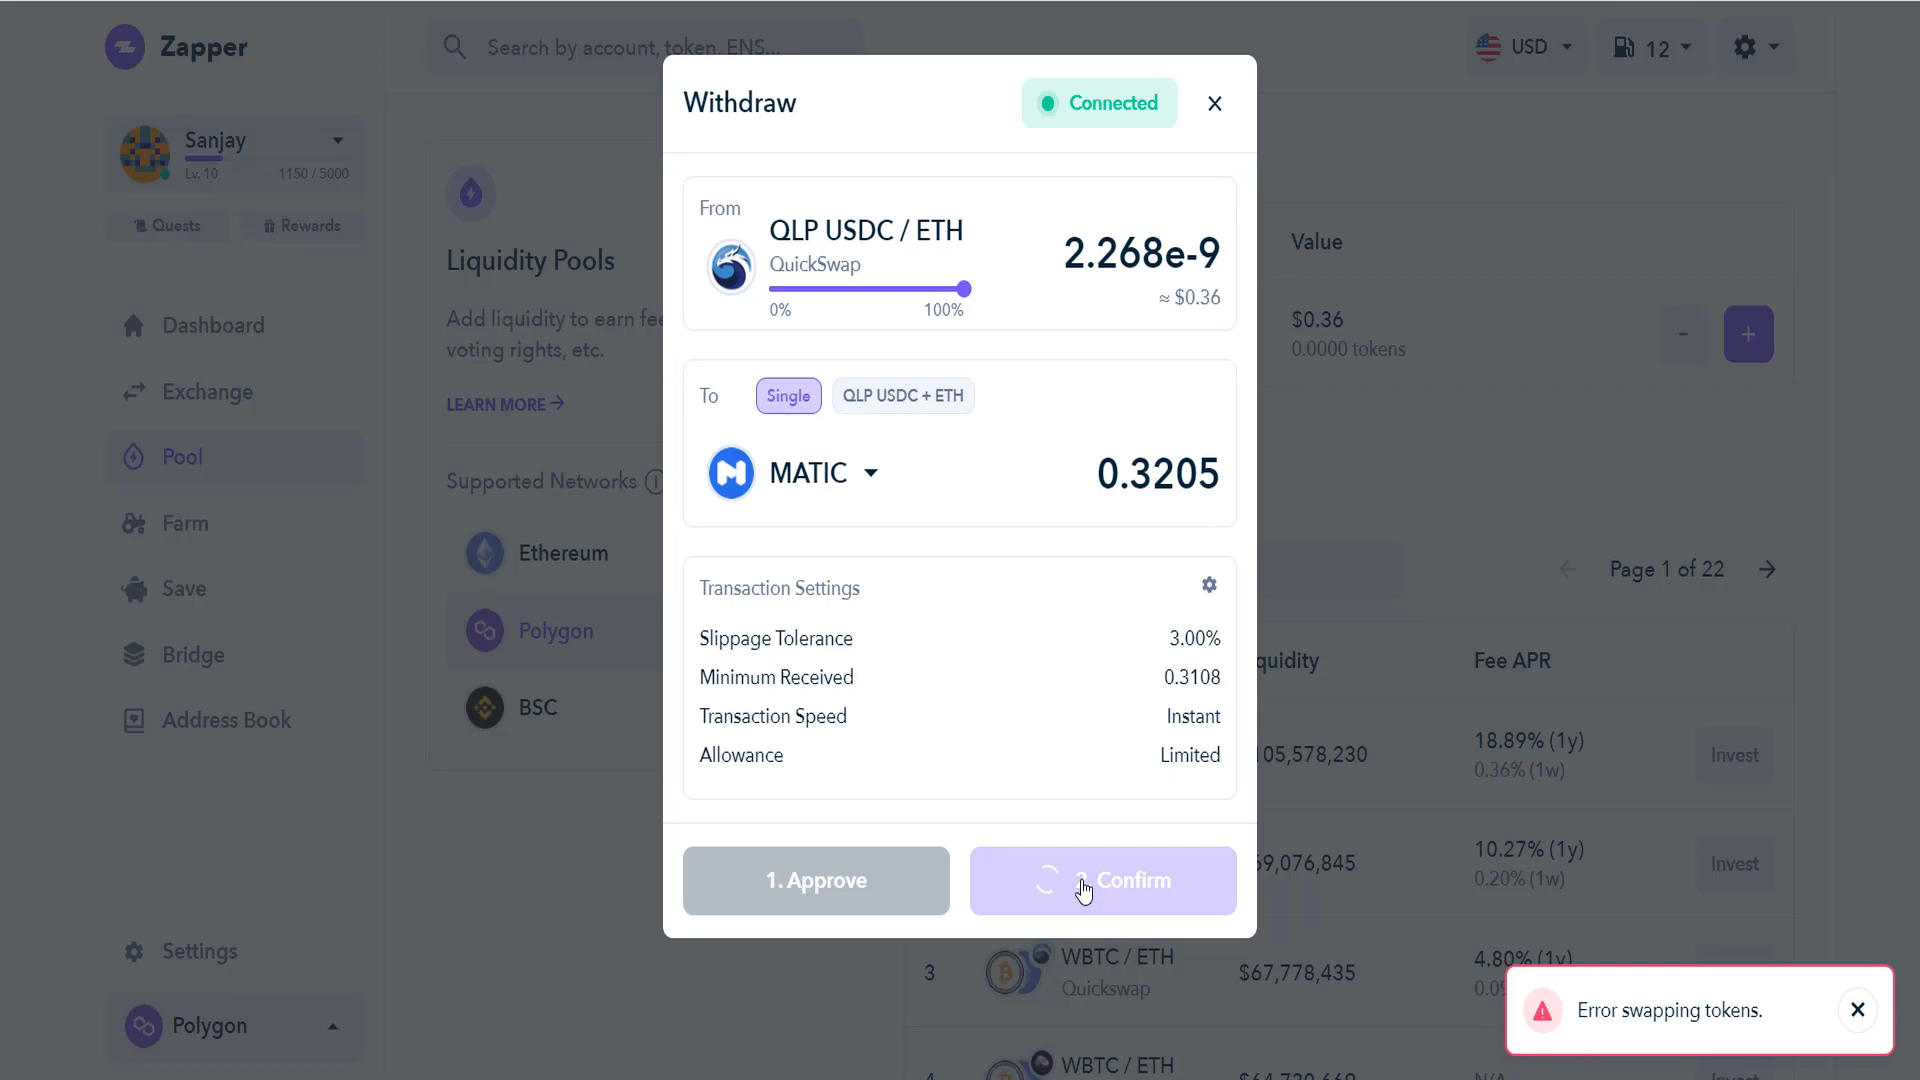 Zapper
Search by account, token, ENS...
USD
12
Sanjay
Lv. 10
1150 / 5000
Quests
Rewards
Dashboard
Exchange
Pool
Farm
Save
Bridge
Address Book
Settings
Polygon
Liquidity Pools
Add liquidity to earn fee
voting rights, etc.
LEARN MORE
Supported Networks
Ethereum
Polygon
BSC
Withdraw
Connected
From
QLP USDC / ETH
QuickSwap
0%
100%
2.268e-9
≈ $0.36
To
Single
QLP USDC + ETH
MATIC
0.3205
Transaction Settings
Slippage Tolerance
3.00%
Minimum Received
0.3108
Transaction Speed
Instant
Allowance
Limited
1. Approve
Confirm
Value
$0.36
0.0000 tokens
-
+
Page 1 of 22
quidity
Fee APR
05,578,230
18.89% (1y)
0.36% (1w)
Invest
9,076,845
10.27% (1y)
0.20% (1w)
Invest
3
WBTC / ETH
Quickswap
$67,778,435
4.80% (1y)
WBTC / ETH
Error swapping tokens.